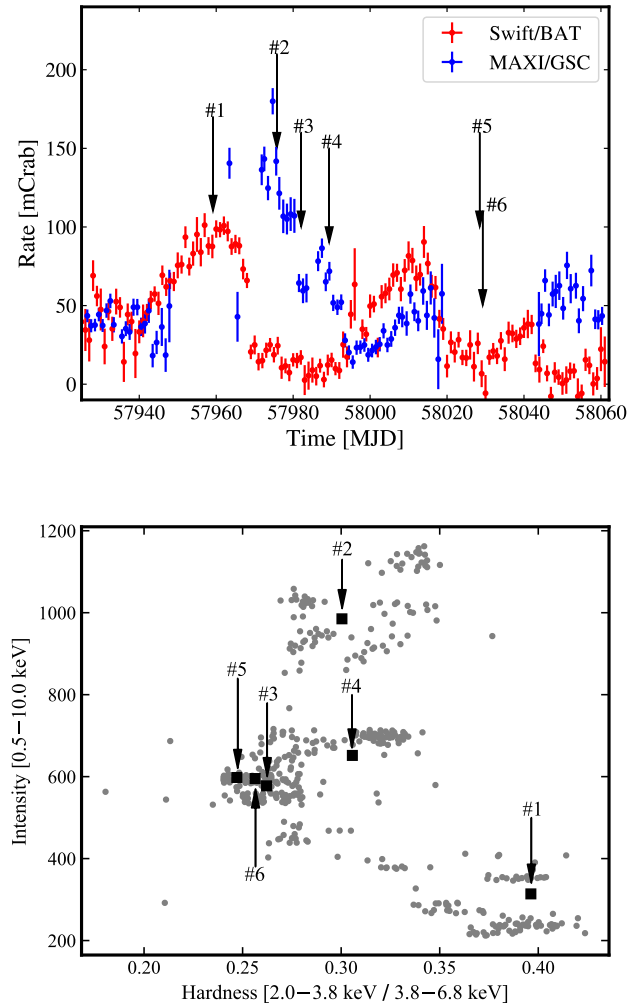 Swift/BAT
MAXI/GSC
#1
#2
#3
#4
#5
#6
Rate [mCrab]
200
150
100
50
0
57940 57960 57980 58000 58020 58040 58060
Time [MJD]
#1
#2
#3
#4
#5
#6
Intensity [0.5−10.0 keV]
1200
1000
800
600
400
200
0.20 0.25 0.30 0.35 0.40
Hardness [2.0−3.8 keV / 3.8−6.8 keV]